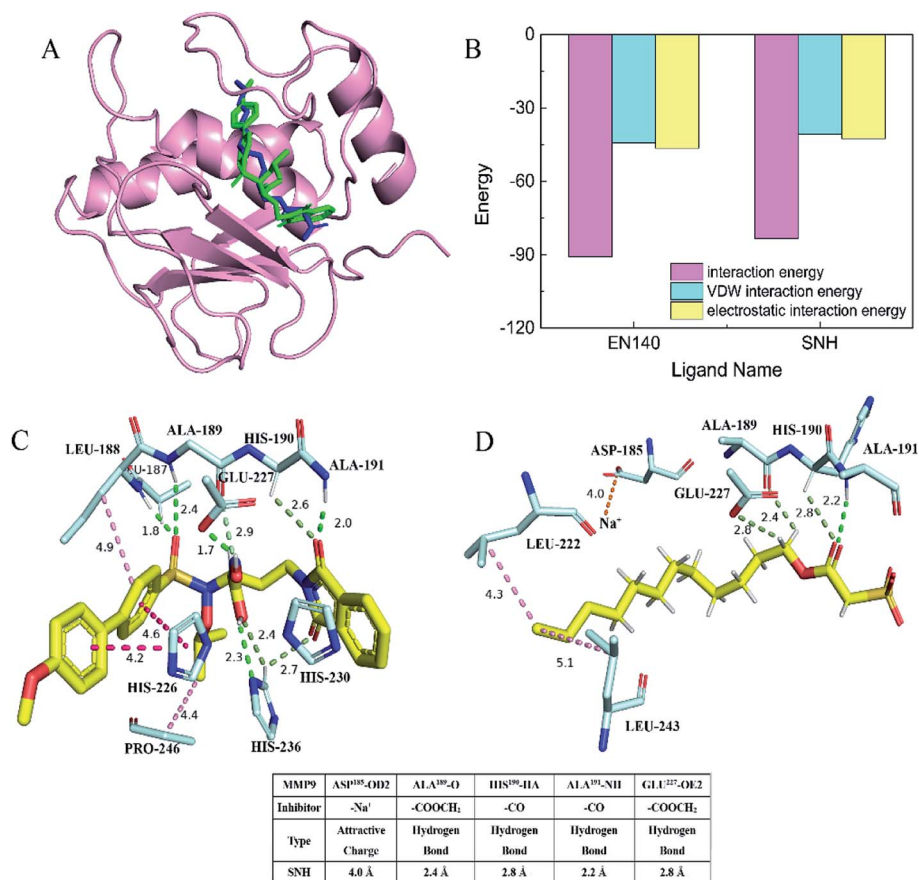 A
B
0
-30
-60
-90
-120
Energy
interaction energy
VDW interaction energy
electrostatic interaction energy
EN140
SNH
Ligand Name
C
ALA-189
LEU-188
HIS-190
U-187
GLU-227
ALA-191
2.4
2.6
1.8
2.9
2.0
1.7
4.9
4.6
4.2
2.4
2.3
2.7
HIS-226
HIS-230
4.4
PRO-246
HIS-236
D
ALA-189
HIS-190
ASP-185
ALA-191
GLU-227
4.0
Na⁺
2.2
2.4
2.8
2.8
LEU-222
4.3
5.1
LEU-243
MMP9 ASP¹⁸⁵-OD2 ALA¹⁸⁹-O HIS¹⁹⁰-HA ALA¹⁹¹-NH GLU²²⁷-OE2
Inhibitor -Na⁺ -COOCH₂ -CO -CO -COOCH₂
Type Attractive Charge Hydrogen Bond Hydrogen Bond Hydrogen Bond Hydrogen Bond
SNH 4.0 Å 2.4 Å 2.8 Å 2.2 Å 2.8 Å